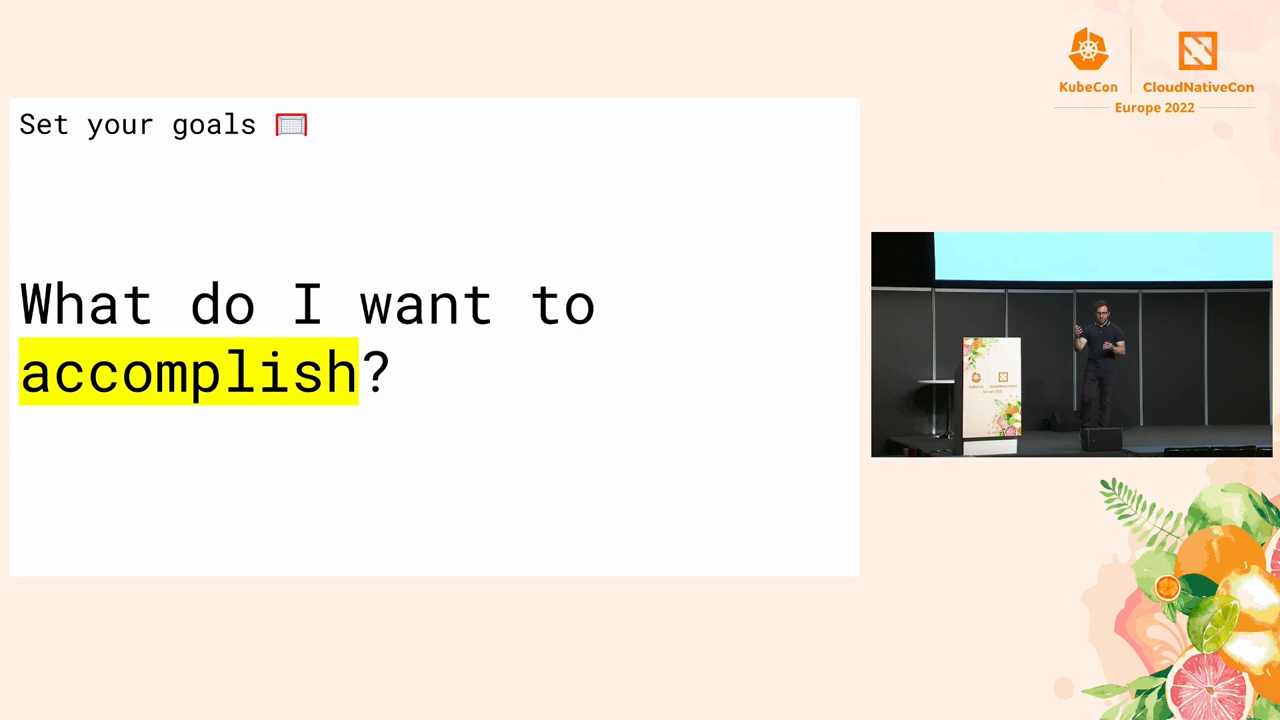 KubeCon
CloudNativeCon
Europe 2022
Set your goals 🥅
What do I want to
accomplish?